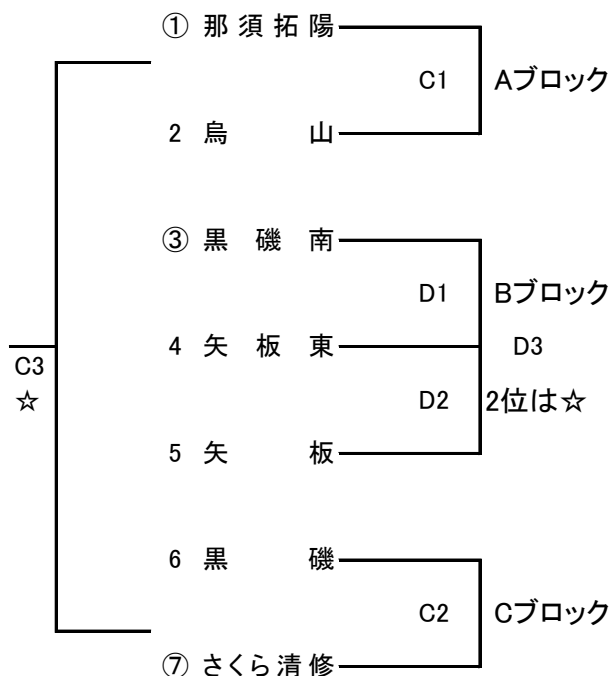 ① 那須拓陽
C1 Aブロック
2 烏山
③ 黒磯南
D1 Bブロック
4 矢板東 D3
C3
☆ D2 2位は☆
5 矢板
6 黒磯
C2 Cブロック
⑦ さくら清修